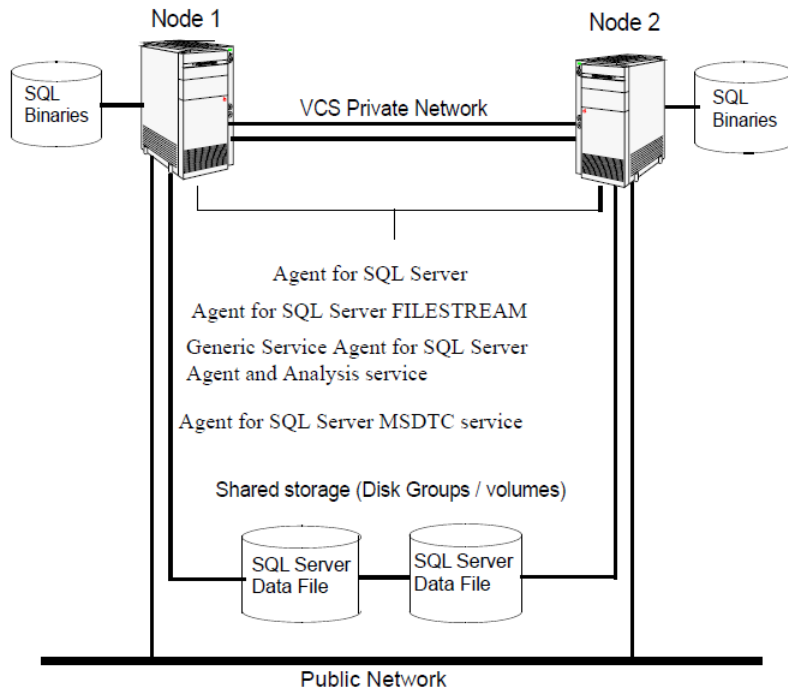 Node 1
Node 2
SQL
Binaries
VCS Private Network
SQL
Binaries
Agent for SQL Server
Agent for SQL Server FILESTREAM
Generic Service Agent for SQL Server
Agent and Analysis service
Agent for SQL Server MSDTC service
Shared storage (Disk Groups / volumes)
SQL Server
Data File
SQL Server
Data File
Public Network